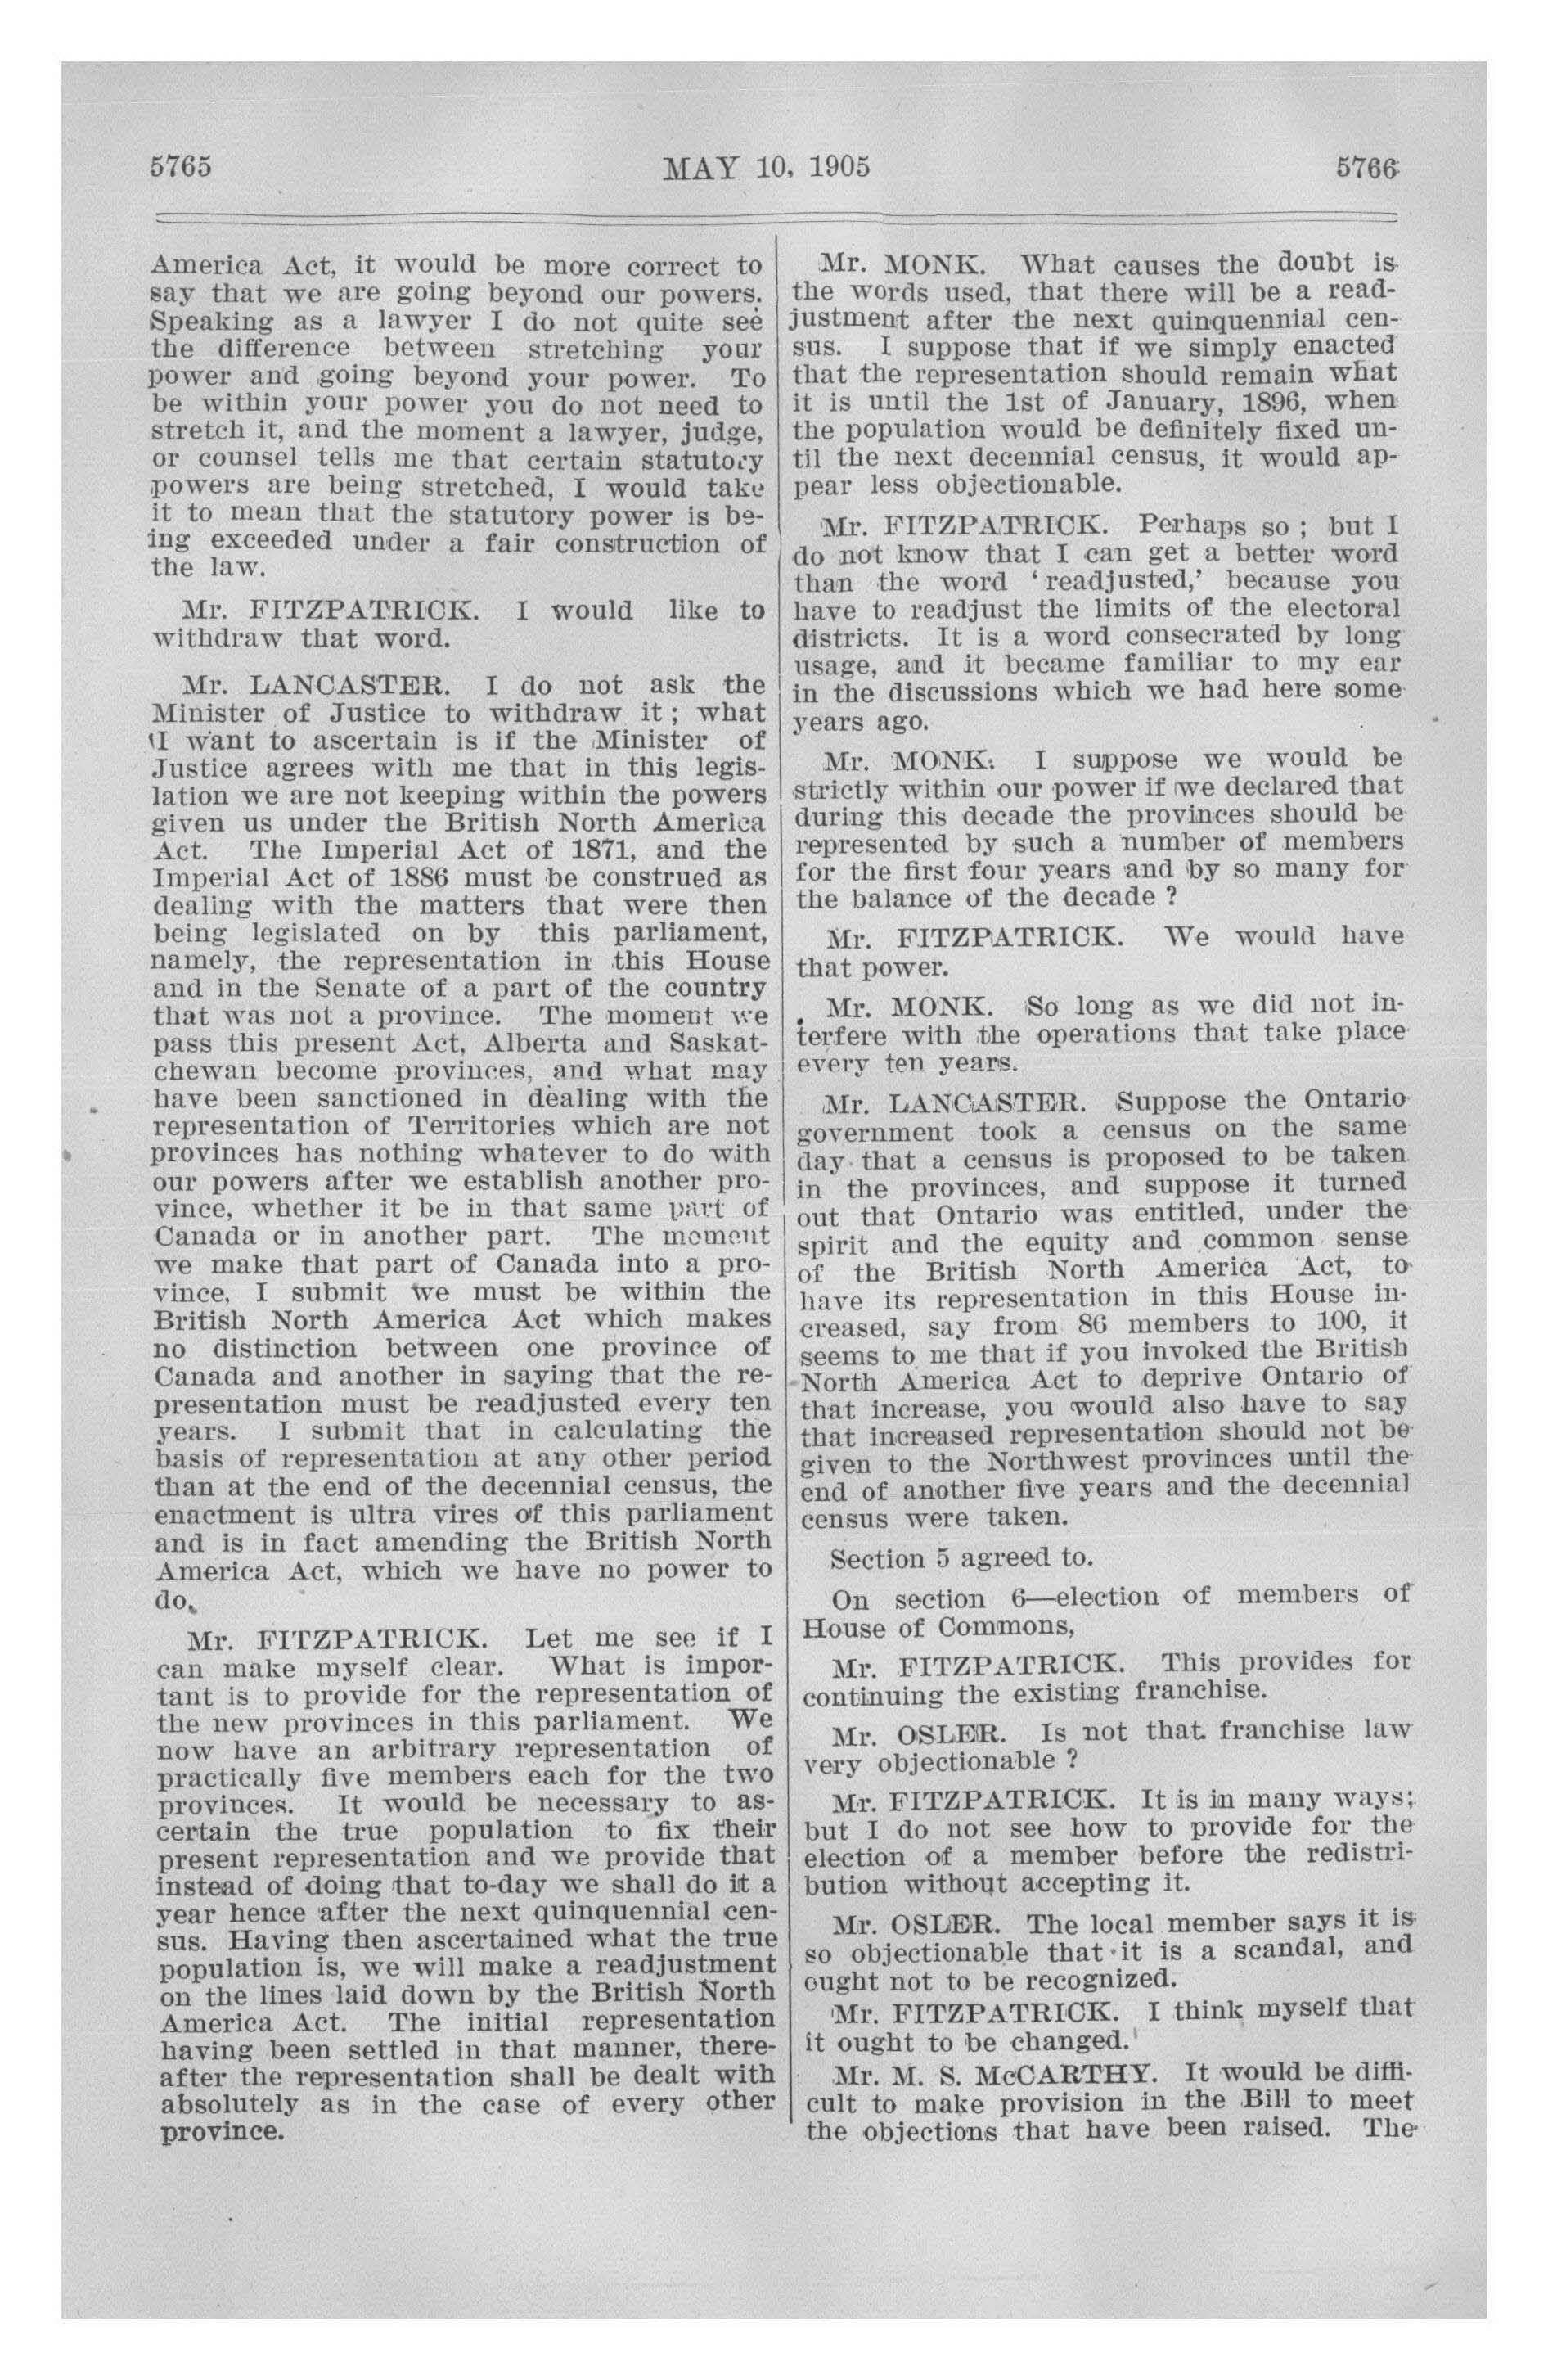 5765
MAY 10, 1905
5766
America Act, it would be more correct to
say that we are going beyond our powers.
Speaking as a lawyer I do not quite see
the difference between stretching your
power and going beyond your power. To
be within your power you do not need to
stretch it, and the moment a lawyer, judge,
or counsel tells me that certain statutory
powers are being stretched, I would take
it to mean that the statutory power is be-
ing exceeded under a fair construction of
the law.
Mr. FITZPATRICK. I would like to
withdraw that word.
Mr. LANCASTER. I do not ask the
Minister of Justice to withdraw it ; what
I want to ascertain is if the Minister of
Justice agrees with me that in this legis-
lation we are not keeping within the powers
given us under the British North America
Act. The Imperial Act of 1871, and the
Imperial Act of 1886 must be construed as
dealing with the matters that were then
being legislated on by this parliament,
namely, the representation in this House
and in the Senate of a part of the country
that was not a province. The moment we
pass this present Act, Alberta and Saskat-
chewan become provinces, and what may
have been sanctioned in dealing with the
representation of Territories which are not
provinces has nothing whatever to do with
our powers after we establish another pro-
vince, whether it be in that same part of
Canada or in another part. The moment
we make that part of Canada into a pro-
vince, I submit we must be within the
British North America Act which makes
no distinction between one province of
Canada and another in saying that the re-
presentation must be readjusted every ten
years. I submit that in calculating the
basis of representation at any other period
than at the end of the decennial census, the
enactment is ultra vires of this parliament
and is in fact amending the British North
America Act, which we have no power to
do.
Mr. FITZPATRICK. Let me see if I
can make myself clear. What is impor-
tant is to provide for the representation of
the new provinces in this parliament. We
now have an arbitrary representation of
practically five members each for the two
provinces. It would be necessary to as-
certain the true population to fix their
present representation and we provide that
instead of doing that to-day we shall do it a
year hence after the next quinquennial cen-
sus. Having then ascertained what the true
population is, we will make a readjustment
on the lines laid down by the British North
America Act. The initial representation
having been settled in that manner, there-
after the representation shall be dealt with
absolutely as in the case of every other
province.
Mr. MONK. What causes the doubt is
the words used, that there will be a read-
justment after the next quinquennial cen-
sus. I suppose that if we simply enacted
that the representation should remain what
it is until the 1st of January, 1896, when
the population would be definitely fixed un-
til the next decennial census, it would ap-
pear less objectionable.
Mr. FITZPATRICK. Perhaps so ; but I
do not know that I can get a better word
than the word ‘ readjusted,’ because you
have to readjust the limits of the electoral
districts. It is a word consecrated by long
usage, and it became familiar to my ear
in the discussions which we had here some
years ago.
Mr. MONK. I suppose we would be
strictly within our power if we declared that
during this decade the provinces should be
represented by such a number of members
for the first four years and by so many for
the balance of the decade ?
Mr. FITZPATRICK. We would have
that power.
Mr. MONK. So long as we did not in-
terfere with the operations that take place
every ten years.
Mr. LANCASTER. Suppose the Ontario
government took a census on the same
day that a census is proposed to be taken
in the provinces, and suppose it turned
out that Ontario was entitled, under the
spirit and the equity and common sense
of the British North America Act, to
have its representation in this House in-
creased, say from 86 members to 100, it
seems to me that if you invoked the British
North America Act to deprive Ontario of
that increase, you would also have to say
that increased representation should not be
given to the Northwest provinces until the
end of another five years and the decennial
census were taken.
Section 5 agreed to.
On section 6—election of members of
House of Commons,
Mr. FITZPATRICK. This provides for
continuing the existing franchise.
Mr. OSLER. Is not that franchise law
very objectionable ?
Mr. FITZPATRICK. It is in many ways;
but I do not see how to provide for the
election of a member before the redistri-
bution without accepting it.
Mr. OSLER. The local member says it is
so objectionable that it is a scandal, and
ought not to be recognized.
Mr. FITZPATRICK. I think myself that
it ought to be changed.
Mr. M. S. McCARTHY. It would be diffi-
cult to make provision in the Bill to meet
the objections that have been raised. The